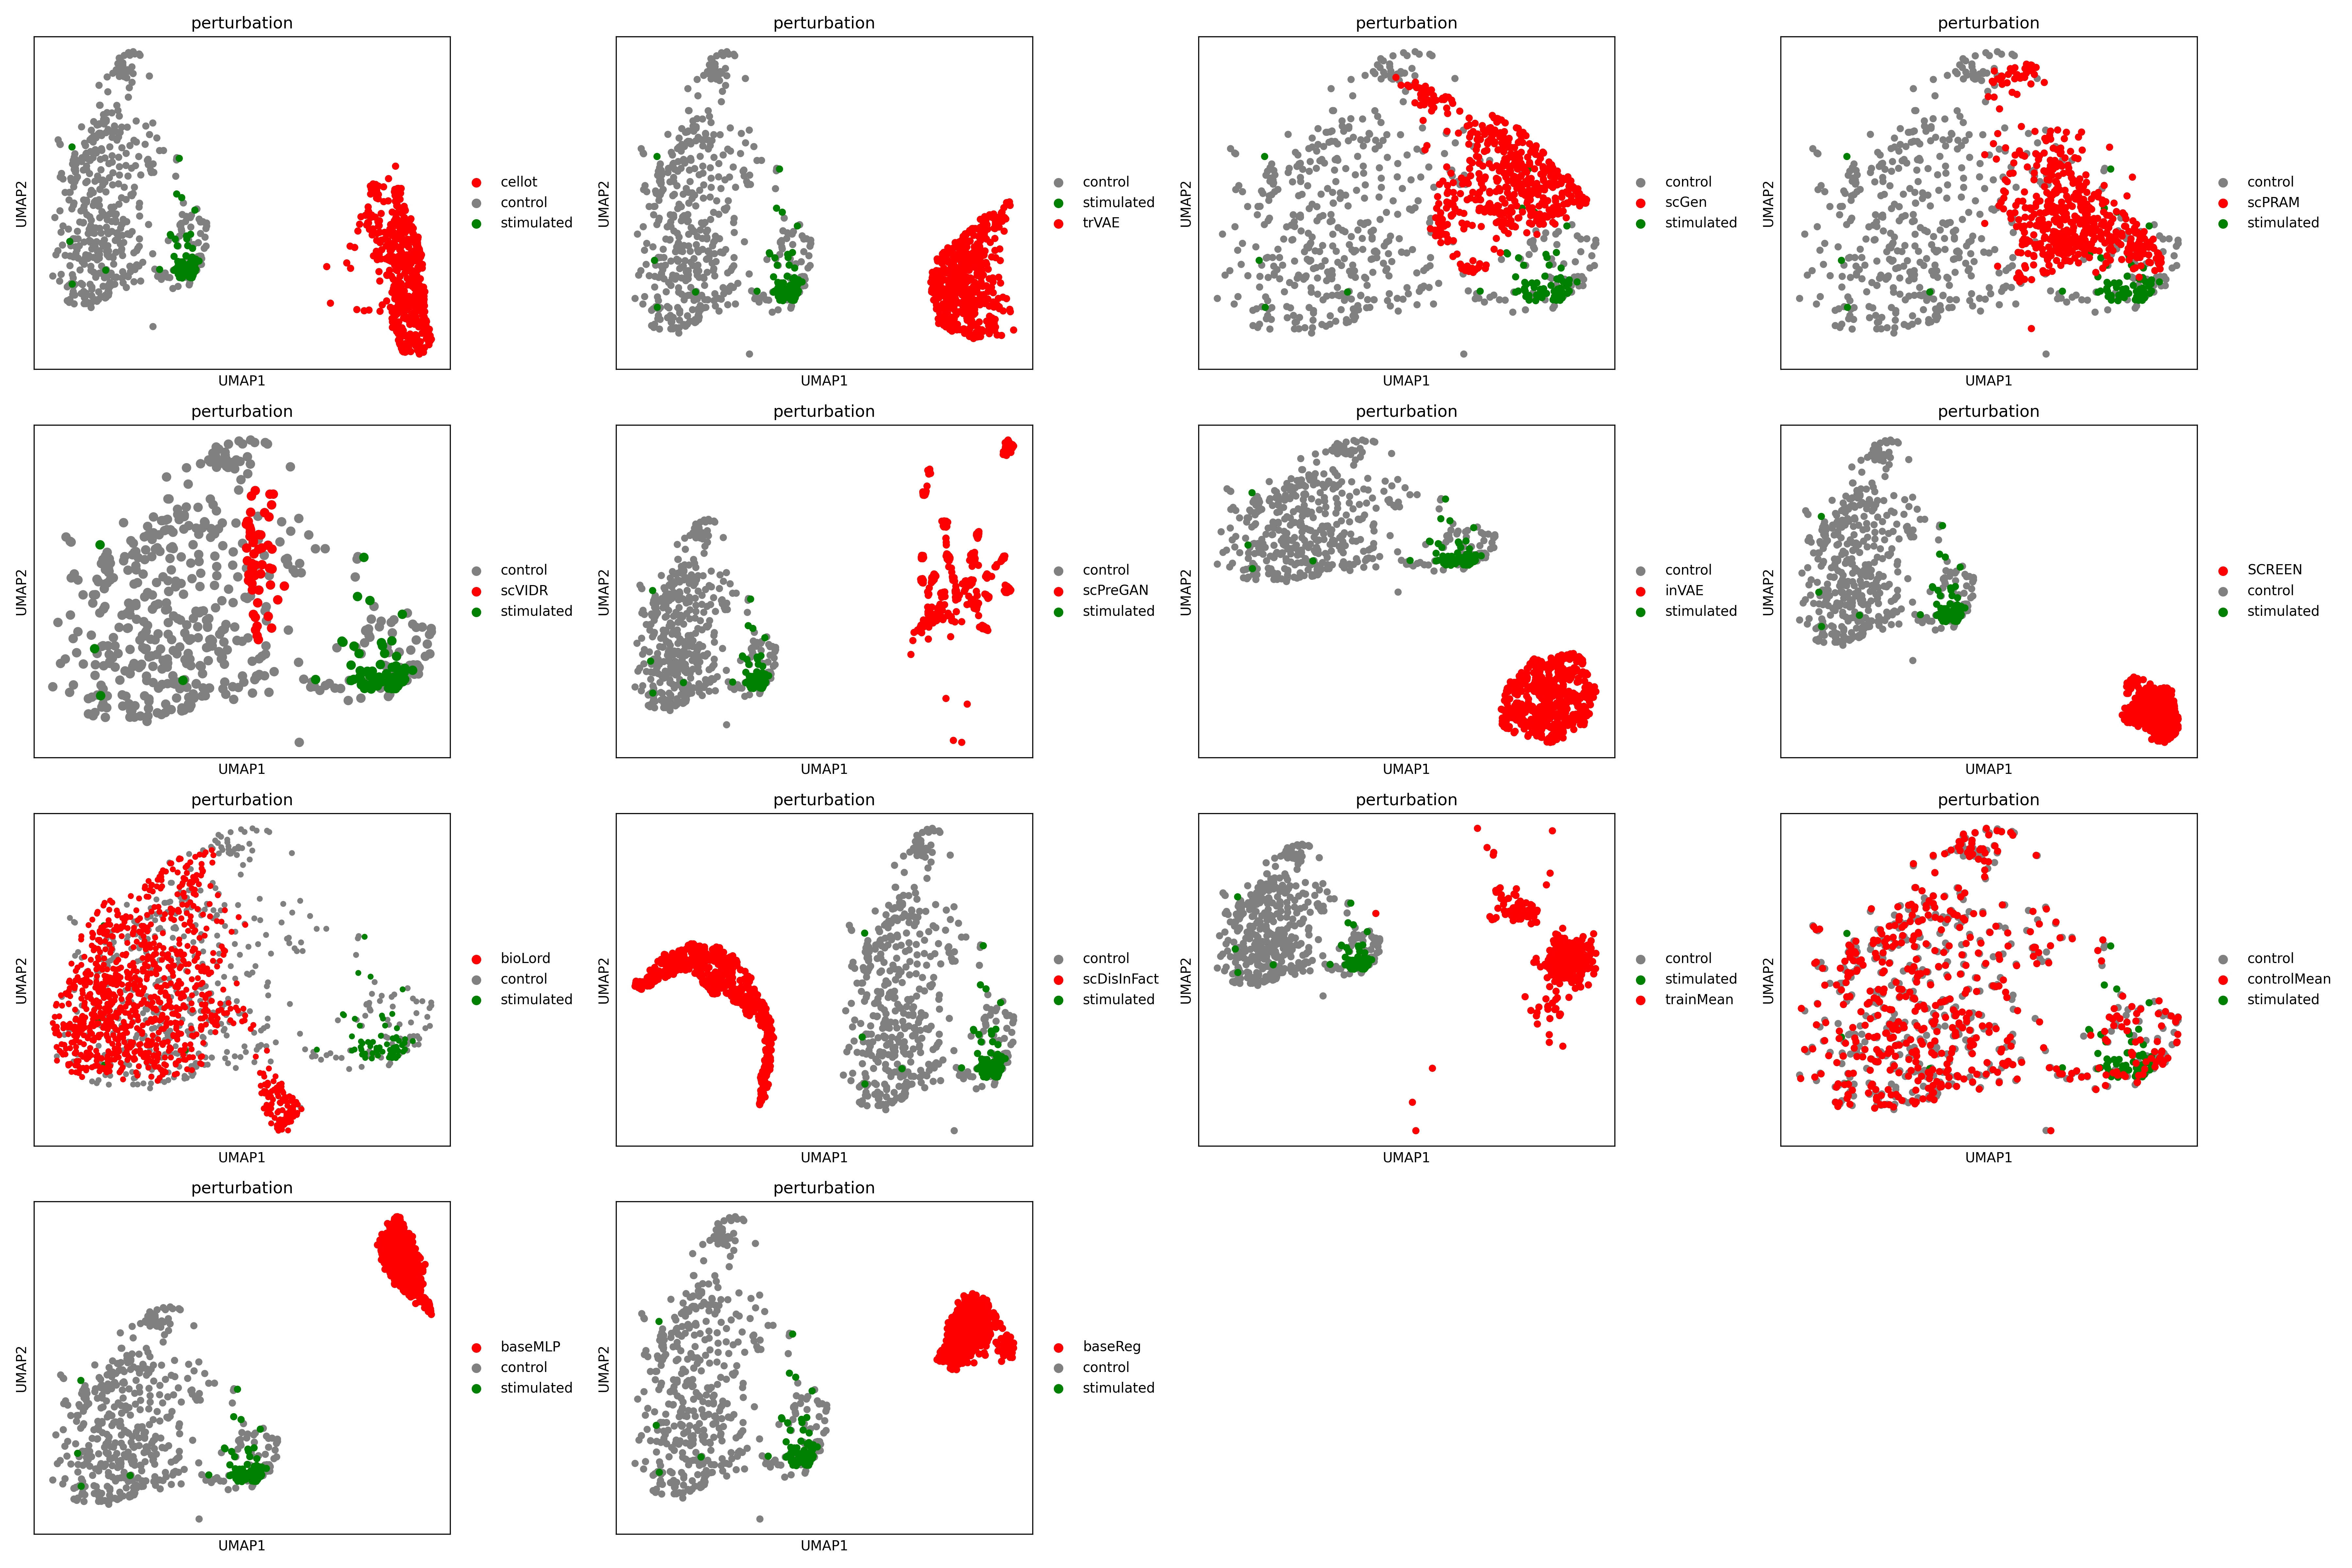 perturbation
UMAP2
UMAP1
cellot
control
stimulated
perturbation
UMAP2
UMAP1
control
stimulated
trVAE
perturbation
UMAP2
UMAP1
control
scGen
stimulated
perturbation
UMAP2
UMAP1
control
scPRAM
stimulated
perturbation
UMAP2
UMAP1
control
scVIDR
stimulated
perturbation
UMAP2
UMAP1
control
scPreGAN
stimulated
perturbation
UMAP2
UMAP1
control
inVAE
stimulated
perturbation
UMAP2
UMAP1
SCREEN
control
stimulated
perturbation
UMAP2
UMAP1
bioLord
control
stimulated
perturbation
UMAP2
UMAP1
control
scDisInFact
stimulated
perturbation
UMAP2
UMAP1
control
stimulated
trainMean
perturbation
UMAP2
UMAP1
control
controlMean
stimulated
perturbation
UMAP2
UMAP1
baseMLP
control
stimulated
perturbation
UMAP2
UMAP1
baseReg
control
stimulated